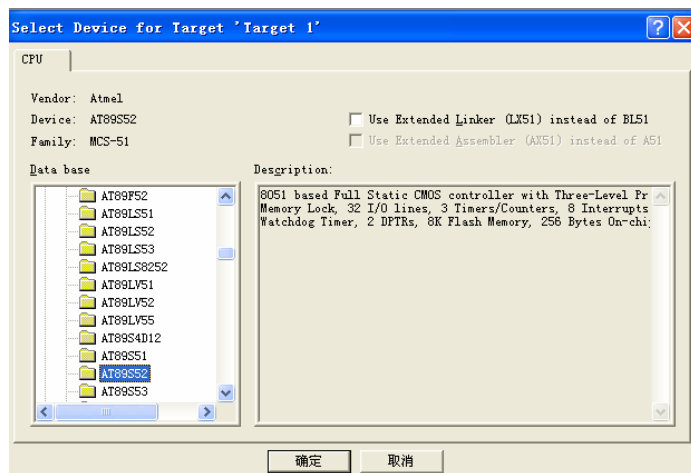 Select Device for Target 'Target 1'
CPU
Vendor: Atmel
Device: AT89S52
Family: MCS-51
Use Extended Linker (LX51) instead of BL51
Use Extended Assembler (AX51) instead of A51
Data base
Description:
AT89F52
AT89LS51
AT89LS52
AT89LS53
AT89LS8252
AT89LV51
AT89LV52
AT89LV55
AT89S4D12
AT89S51
AT89S52
AT89S53
8051 based Full Static CMOS controller with Three-Level Pr
Memory Lock, 32 I/O lines, 3 Timers/Counters, 8 Interrupts
Watchdog Timer, 2 DPTRs, 8K Flash Memory, 256 Bytes On-chi
确定 取消